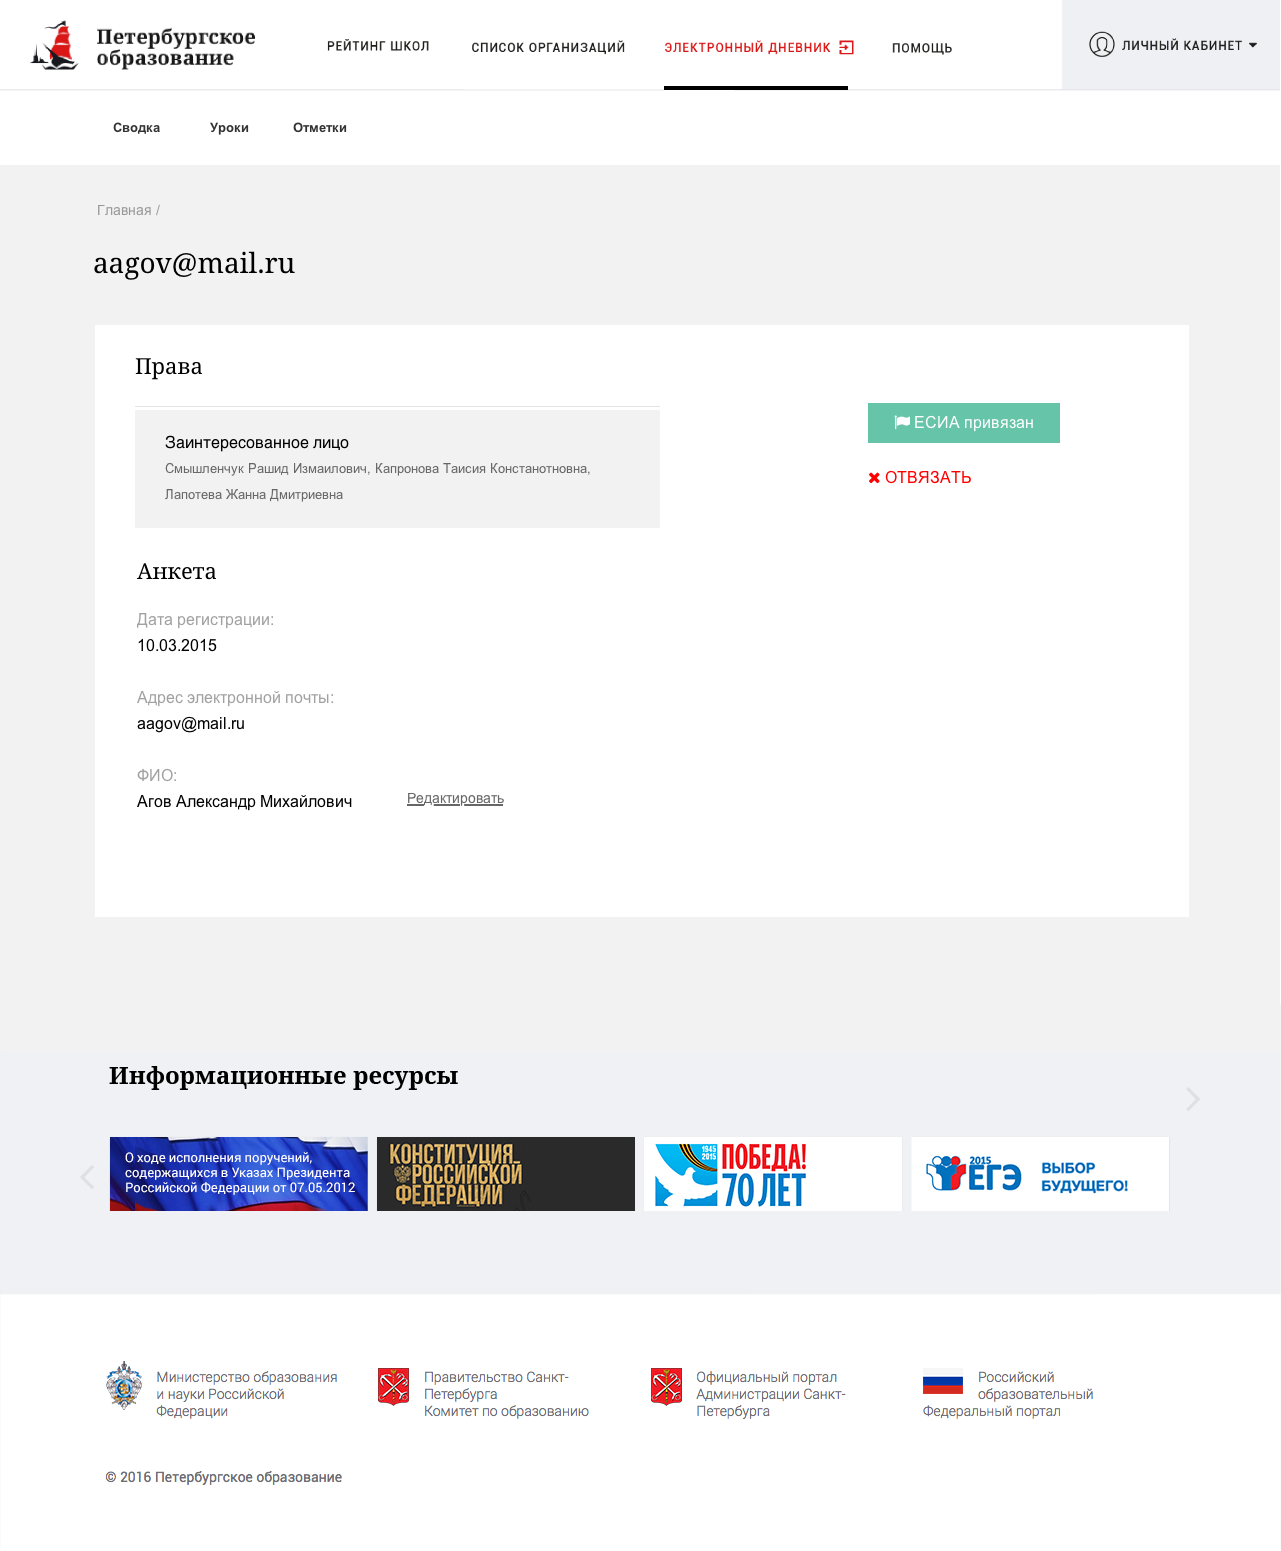 Петербургское
образование
РЕЙТИНГ ШКОЛ
СПИСОК ОРГАНИЗАЦИЙ
ЭЛЕКТРОННЫЙ ДНЕВНИК
ПОМОЩЬ
ЛИЧНЫЙ КАБИНЕТ
Сводка
Уроки
Отметки
Главная /
aagov@mail.ru
Права
Заинтересованное лицо
Смышленчук Рашид Измаилович, Капронова Таисия Констанотновна,
Лапотева Жанна Дмитриевна
ЕСИА привязан
ОТВЯЗАТЬ
Анкета
Дата регистрации:
10.03.2015
Адрес электронной почты:
aagov@mail.ru
ФИО:
Агов Александр Михайлович
Редактировать
Информационные ресурсы
О ходе исполнения поручений,
содержащихся в Указах Президента
Российской Федерации от 07.05.2012
КОНСТИТУЦИЯ
РОССИЙСКОЙ
ФЕДЕРАЦИИ
1945
2015
ПОБЕДА!
70 ЛЕТ
2015
ЕГЭ
ВЫБОР
БУДУЩЕГО!
Министерство образования
и науки Российской
Федерации
Правительство Санкт-
Петербурга
Комитет по образованию
Официальный портал
Администрации Санкт-
Петербурга
Российский
образовательный
Федеральный портал
© 2016 Петербургское образование